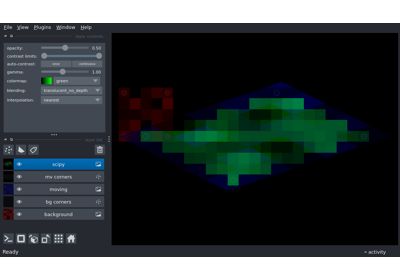 File View Plugins Window Help
opacity: 0.50
contrast limits:
auto-contrast: once continuous
gamma: 1.00
colormap: green
blending: translucent_no_depth
interpolation: nearest
scipy
mv corners
moving
bg corners
background
Ready
activity